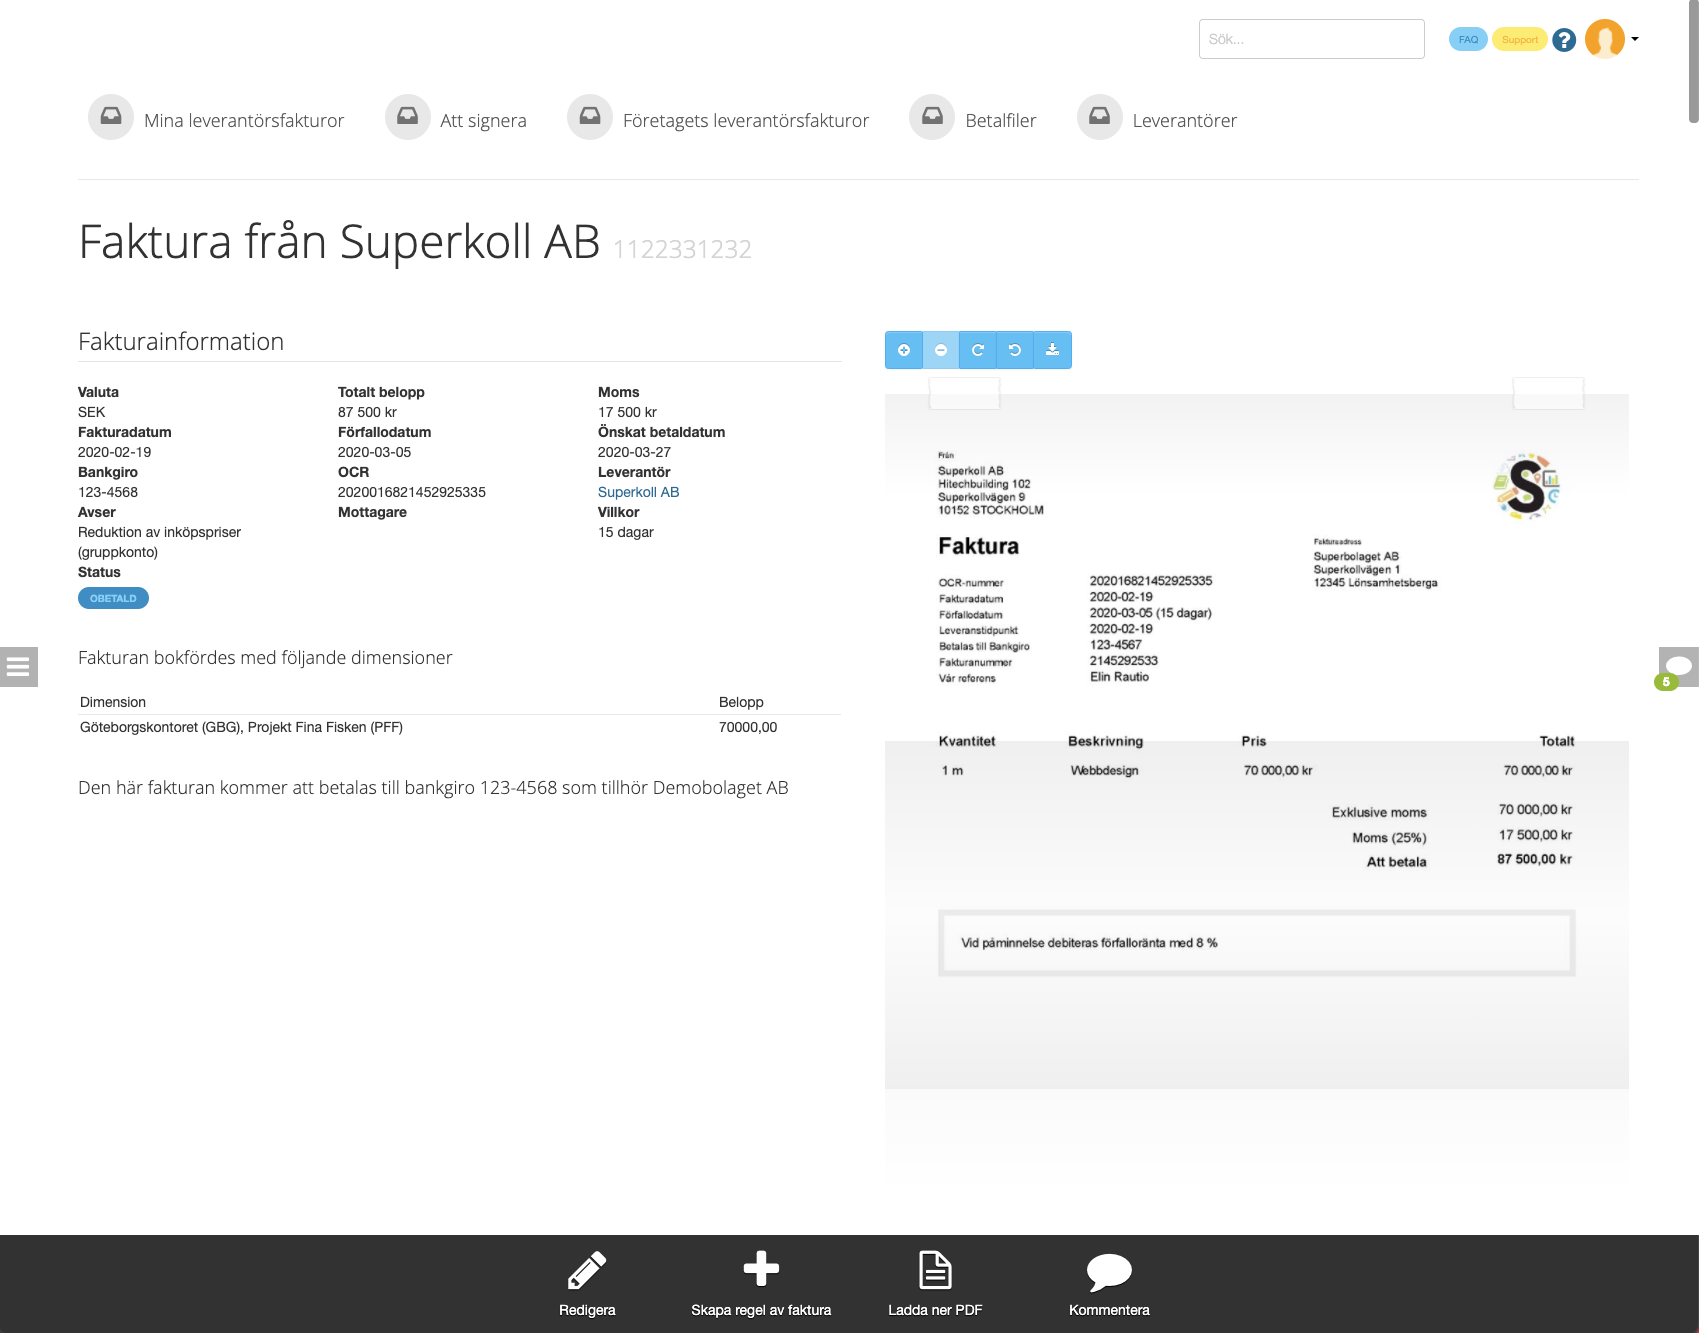 Sök...
FAQ
Support
Mina leverantörsfakturor
Att signera
Företagets leverantörsfakturor
Betalfiler
Leverantörer
Faktura från Superkoll AB 1122331232
Fakturainformation
Valuta
SEK
Totalt belopp
87 500 kr
Moms
17 500 kr
Fakturadatum
2020-02-19
Förfallodatum
2020-03-05
Önskat betaldatum
2020-03-27
Bankgiro
123-4568
OCR
2020016821452925335
Leverantör
Superkoll AB
Avser
Reduktion av inköpspriser
(gruppkonto)
Mottagare
Villkor
15 dagar
Status
OBETALD
Fakturan bokfördes med följande dimensioner
Dimension Belopp
Göteborgskontoret (GBG), Projekt Fina Fisken (PFF) 70000,00
Den här fakturan kommer att betalas till bankgiro 123-4568 som tillhör Demobolaget AB
Från
Superkoll AB
Hitechbuilding 102
Superkollvägen 9
10152 STOCKHOLM
S
Faktura
Fakturaadress
Superbolaget AB
Superkollvägen 1
12345 Lönsamhetsberga
OCR-nummer 202016821452925335
Fakturadatum 2020-02-19
Förfallodatum 2020-03-05 (15 dagar)
Leveranstidpunkt 2020-02-19
Betalas till Bankgiro 123-4567
Fakturanummer 2145292533
Vår referens Elin Rautio
Kvantitet Beskrivning Pris Totalt
1 m Webbdesign 70 000,00 kr 70 000,00 kr
Exklusive moms 70 000,00 kr
Moms (25%) 17 500,00 kr
Att betala 87 500,00 kr
Vid påminnelse debiteras förfalloränta med 8 %
5
Redigera
Skapa regel av faktura
Ladda ner PDF
Kommentera